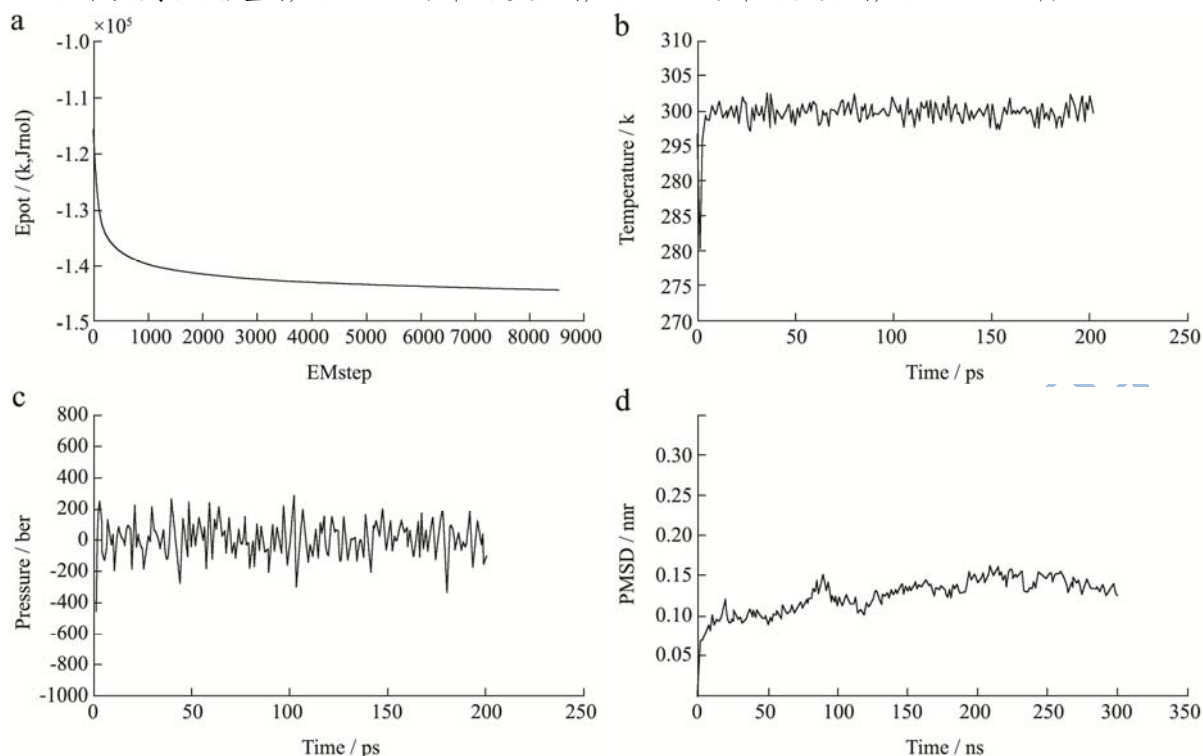 a
×10⁵
-1.0
-1.1
-1.2
-1.3
-1.4
-1.5
Epot / (k,Jrnol)
0 1000 2000 3000 4000 5000 6000 7000 8000 9000
EMstep
b
310
305
300
295
280
285
280
275
270
Temperature / k
0 50 100 150 200 250
Time / ps
c
800
600
400
200
0
-200
-400
-600
-800
-1000
Pressure / ber
0 50 100 150 200 250
Time / ps
d
0.30
0.25
0.20
0.15
0.10
0.05
PMSD / nnr
0 50 100 150 200 250 300 350
Time / ns